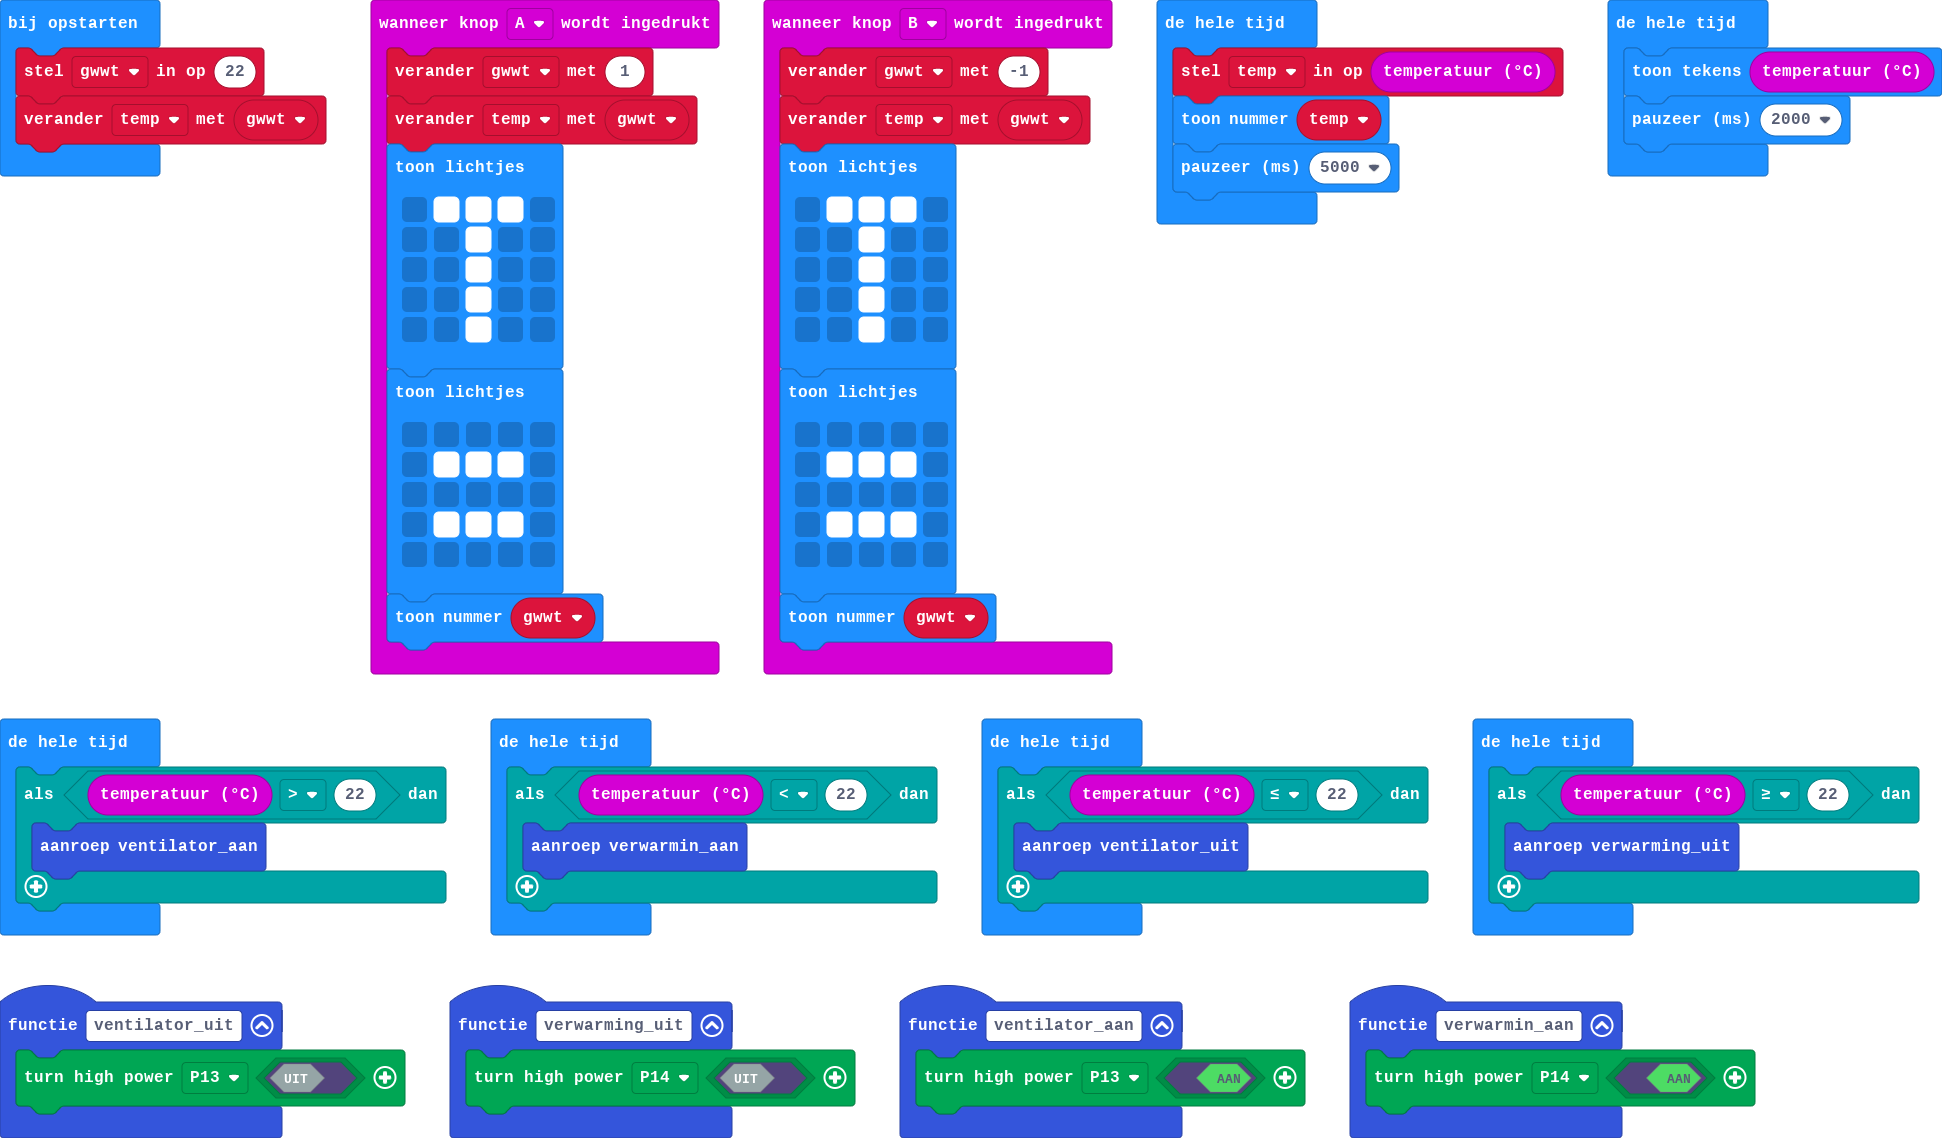 bij opstarten
stel gwwt in op 22
verander temp met gwwt
wanneer knop A wordt ingedrukt
verander gwwt met 1
verander temp met gwwt
toon lichtjes
toon lichtjes
toon nummer gwwt
wanneer knop B wordt ingedrukt
verander gwwt met -1
verander temp met gwwt
toon lichtjes
toon lichtjes
toon nummer gwwt
de hele tijd
stel temp in op temperatuur (°C)
toon nummer temp
pauzeer (ms) 5000
de hele tijd
toon tekens temperatuur (°C)
pauzeer (ms) 2000
de hele tijd
als temperatuur (°C) > 22 dan
aanroep ventilator_aan
de hele tijd
als temperatuur (°C) < 22 dan
aanroep verwarmin_aan
de hele tijd
als temperatuur (°C) ≤ 22 dan
aanroep ventilator_uit
de hele tijd
als temperatuur (°C) ≥ 22 dan
aanroep verwarming_uit
functie ventilator_uit
turn high power P13 UIT
functie verwarming_uit
turn high power P14 UIT
functie ventilator_aan
turn high power P13 AAN
functie verwarmin_aan
turn high power P14 AAN